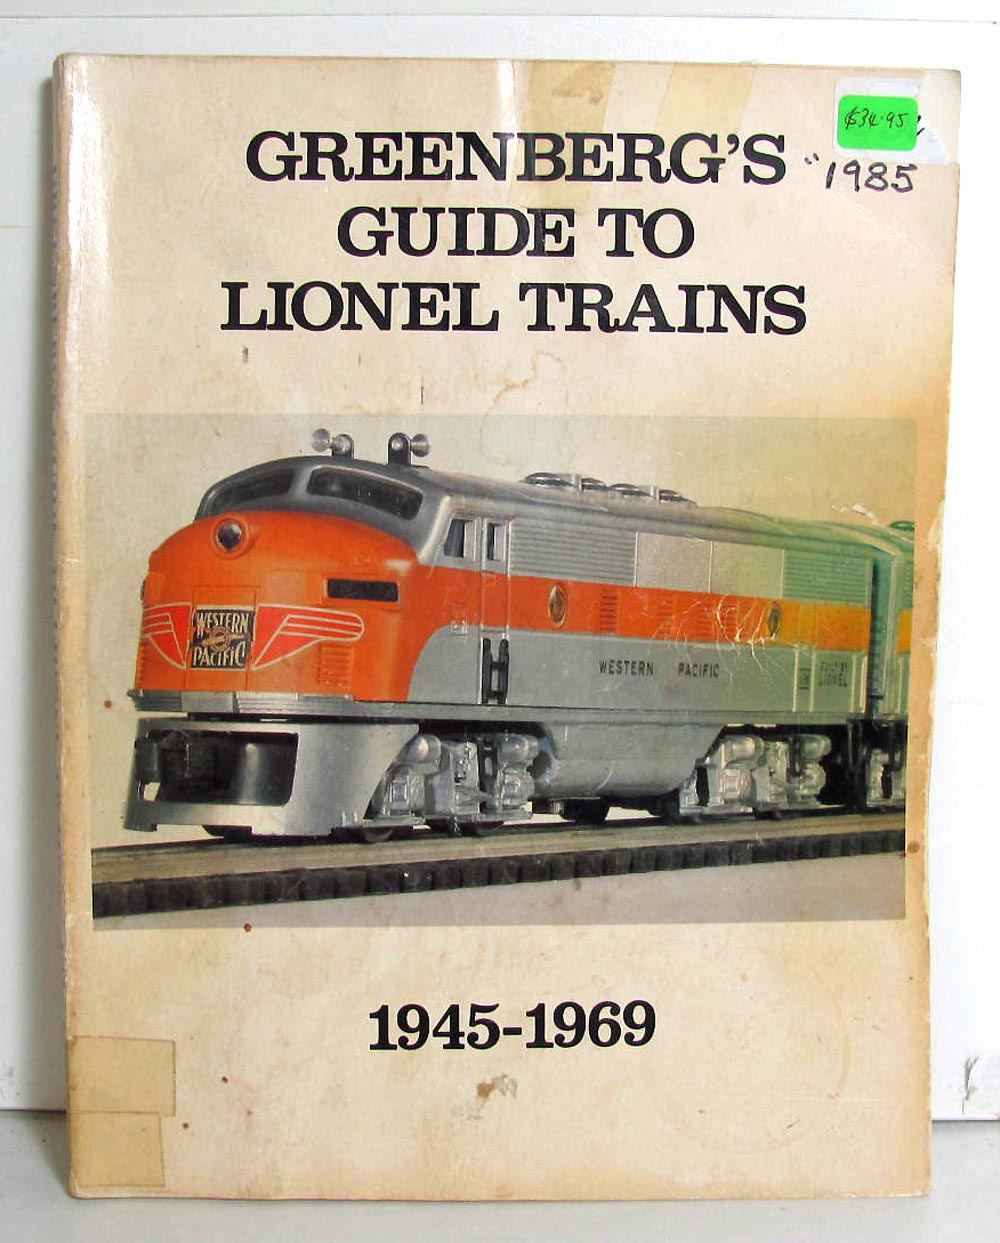 $34.95
GREENBERG'S
1985
GUIDE TO
LIONEL TRAINS
WESTERN
PACIFIC
WESTERN PACIFIC
LIONEL
1945-1969